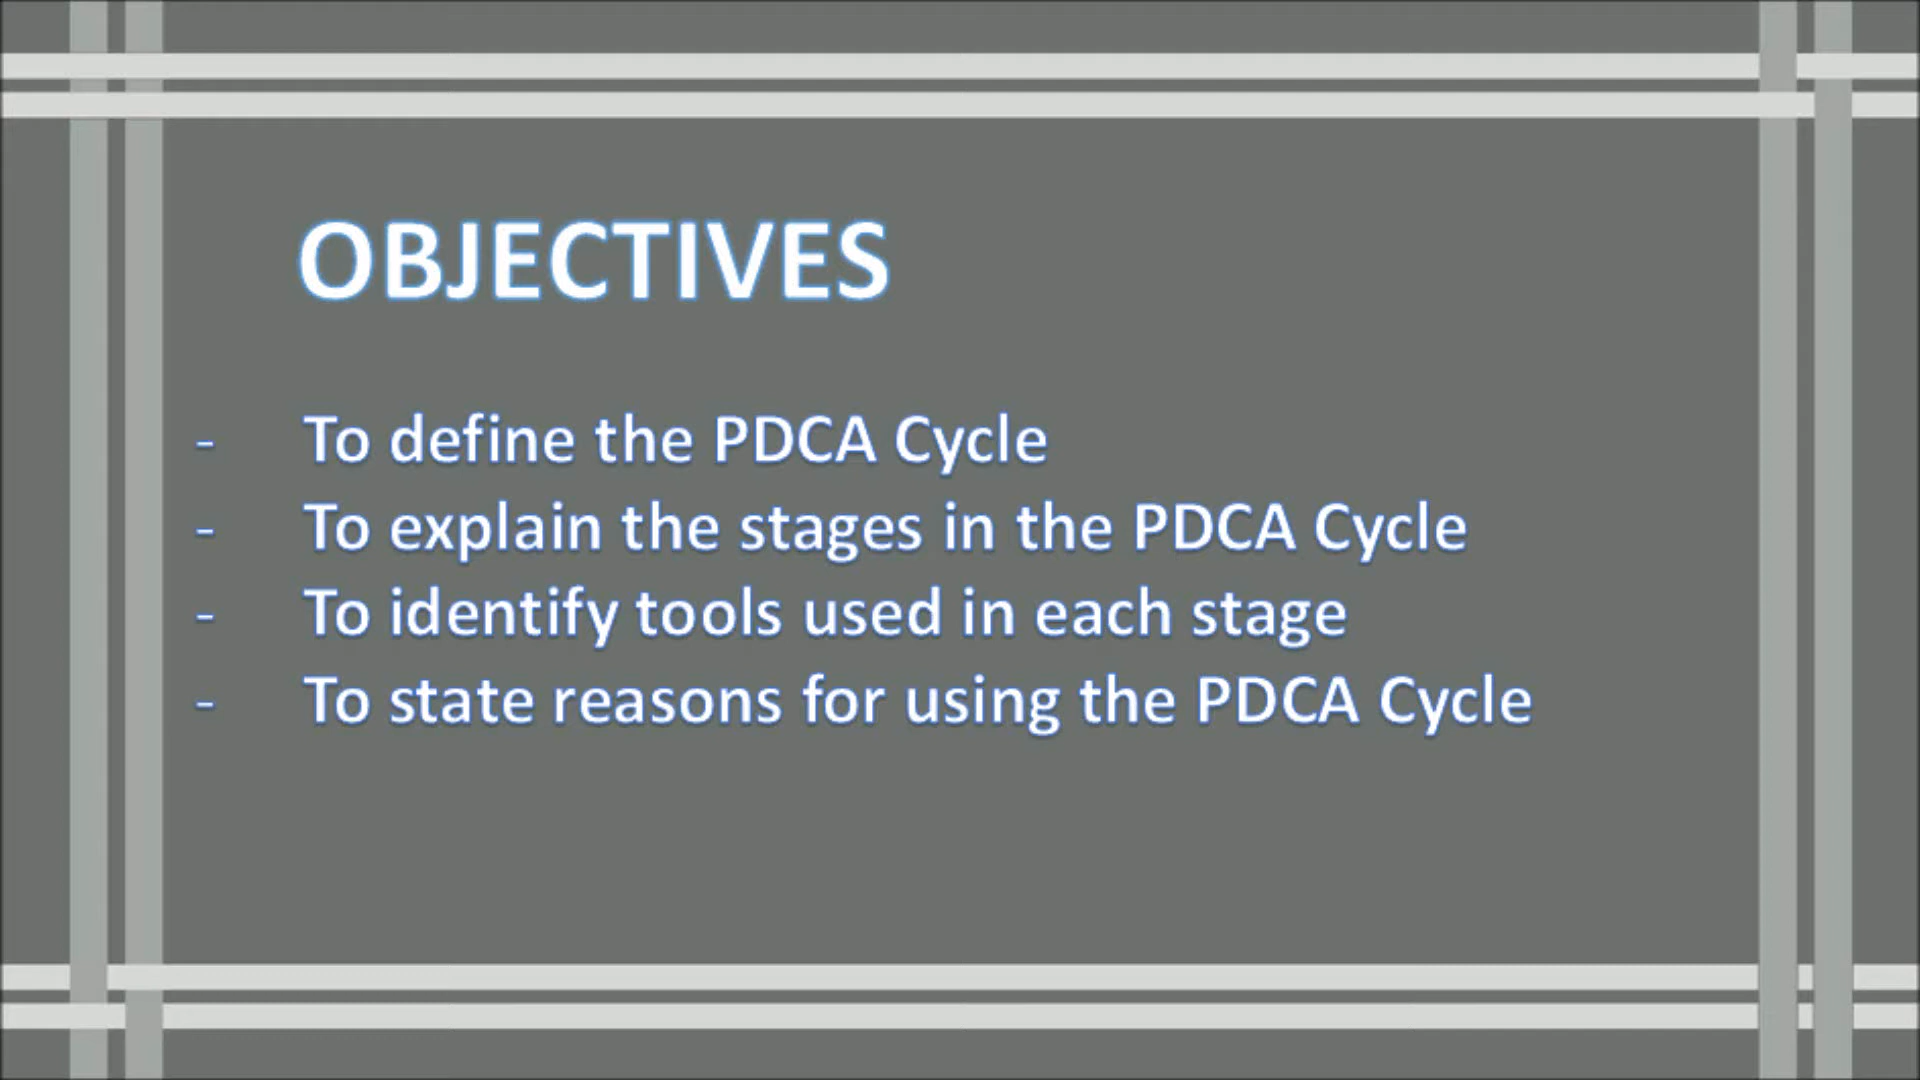 OBJECTIVES
- To define the PDCA Cycle
- To explain the stages in the PDCA Cycle
- To identify tools used in each stage
- To state reasons for using the PDCA Cycle